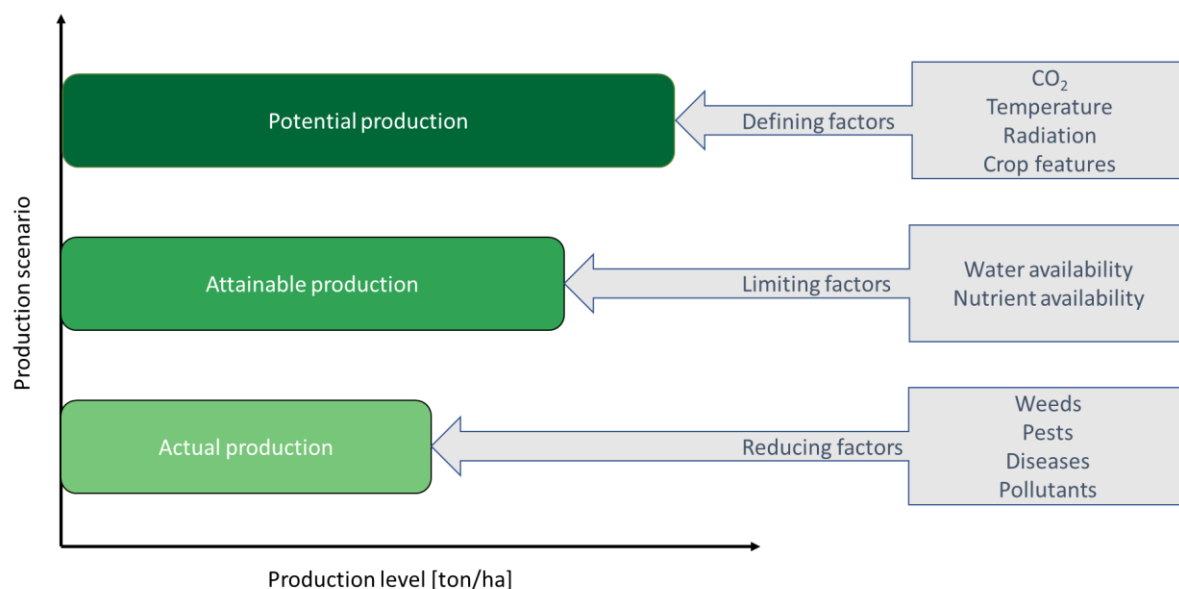 Production scenario
Potential production
Defining factors
CO₂
Temperature
Radiation
Crop features
Attainable production
Limiting factors
Water availability
Nutrient availability
Actual production
Reducing factors
Weeds
Pests
Diseases
Pollutants
Production level [ton/ha]